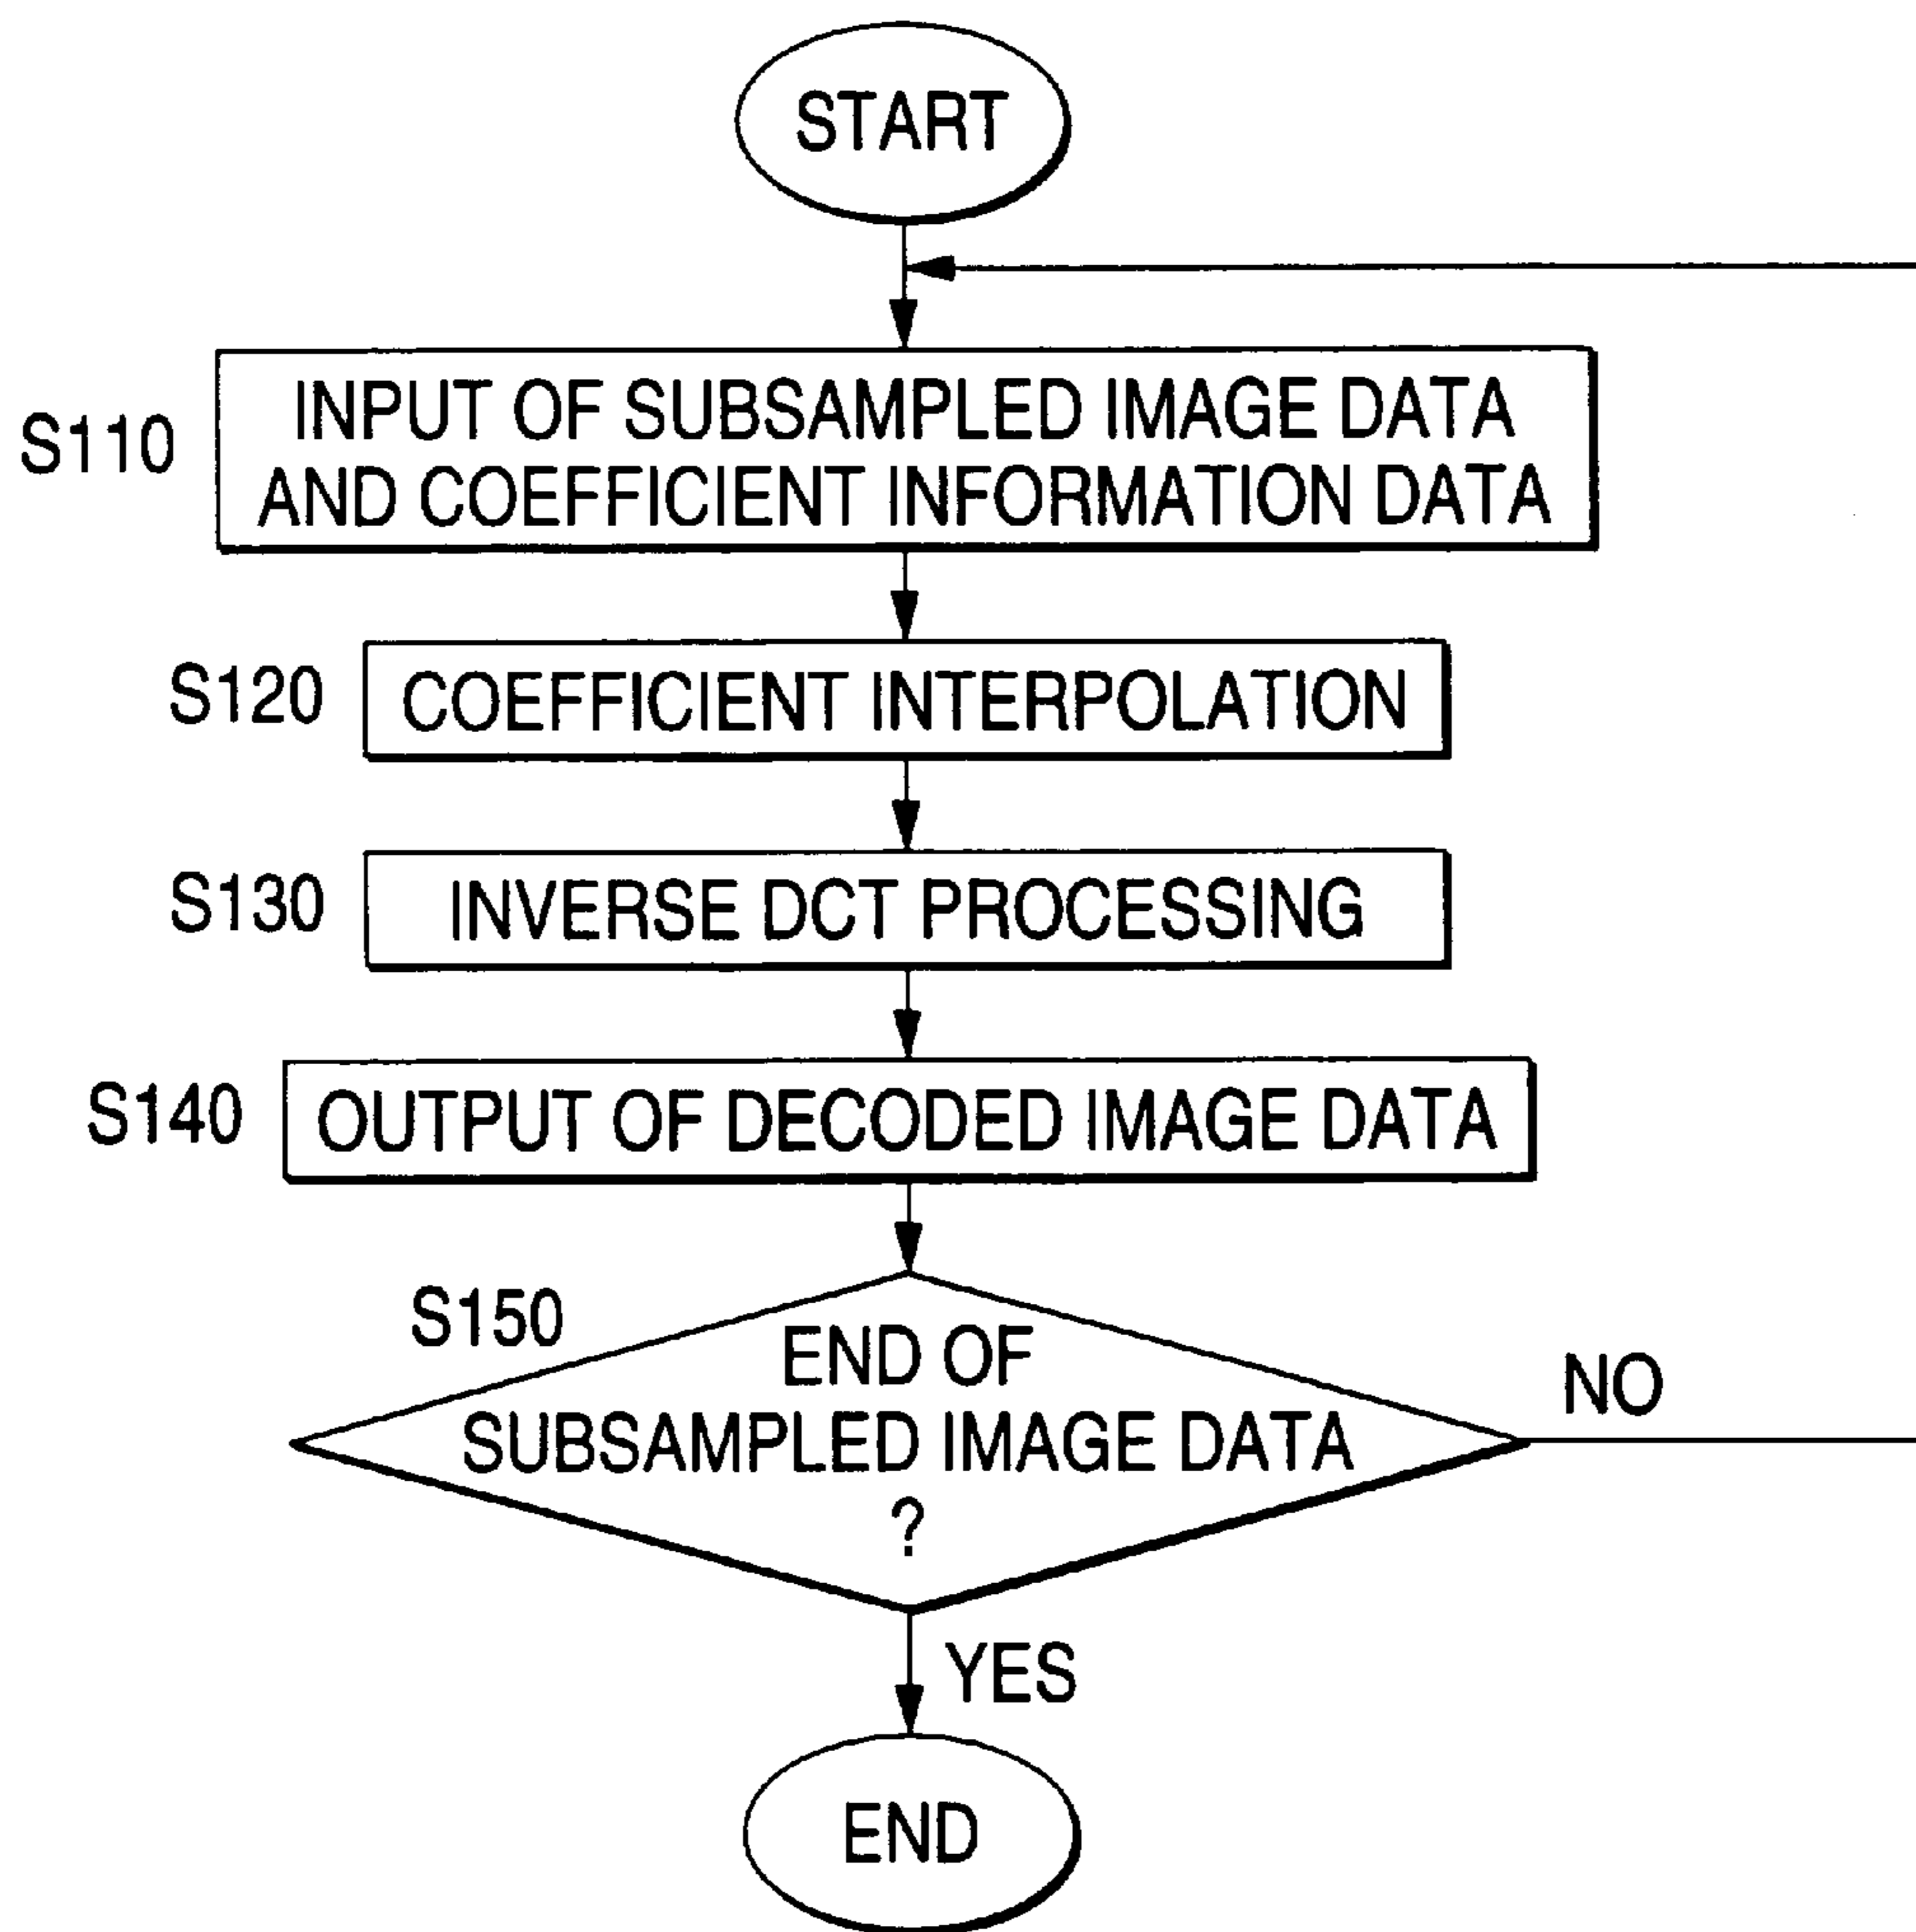 START
S110
INPUT OF SUBSAMPLED IMAGE DATA
AND COEFFICIENT INFORMATION DATA
S120
COEFFICIENT INTERPOLATION
S130
INVERSE DCT PROCESSING
S140
OUTPUT OF DECODED IMAGE DATA
S150
END OF
SUBSAMPLED IMAGE DATA
?
NO
YES
END